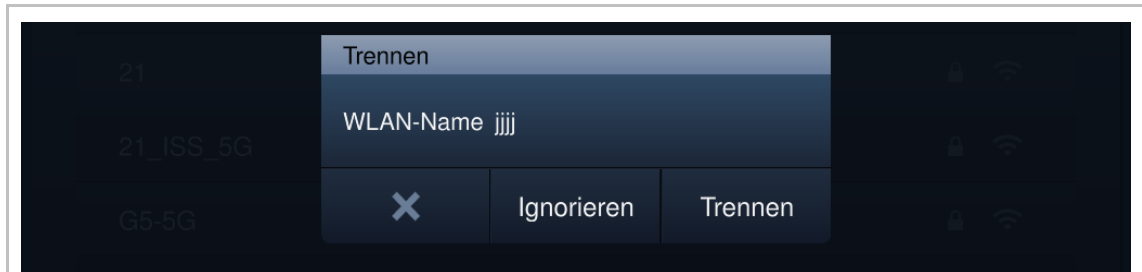 Trennen
21
WLAN-Name jjjj
21_ISS_5G
Ignorieren Trennen
G5-5G